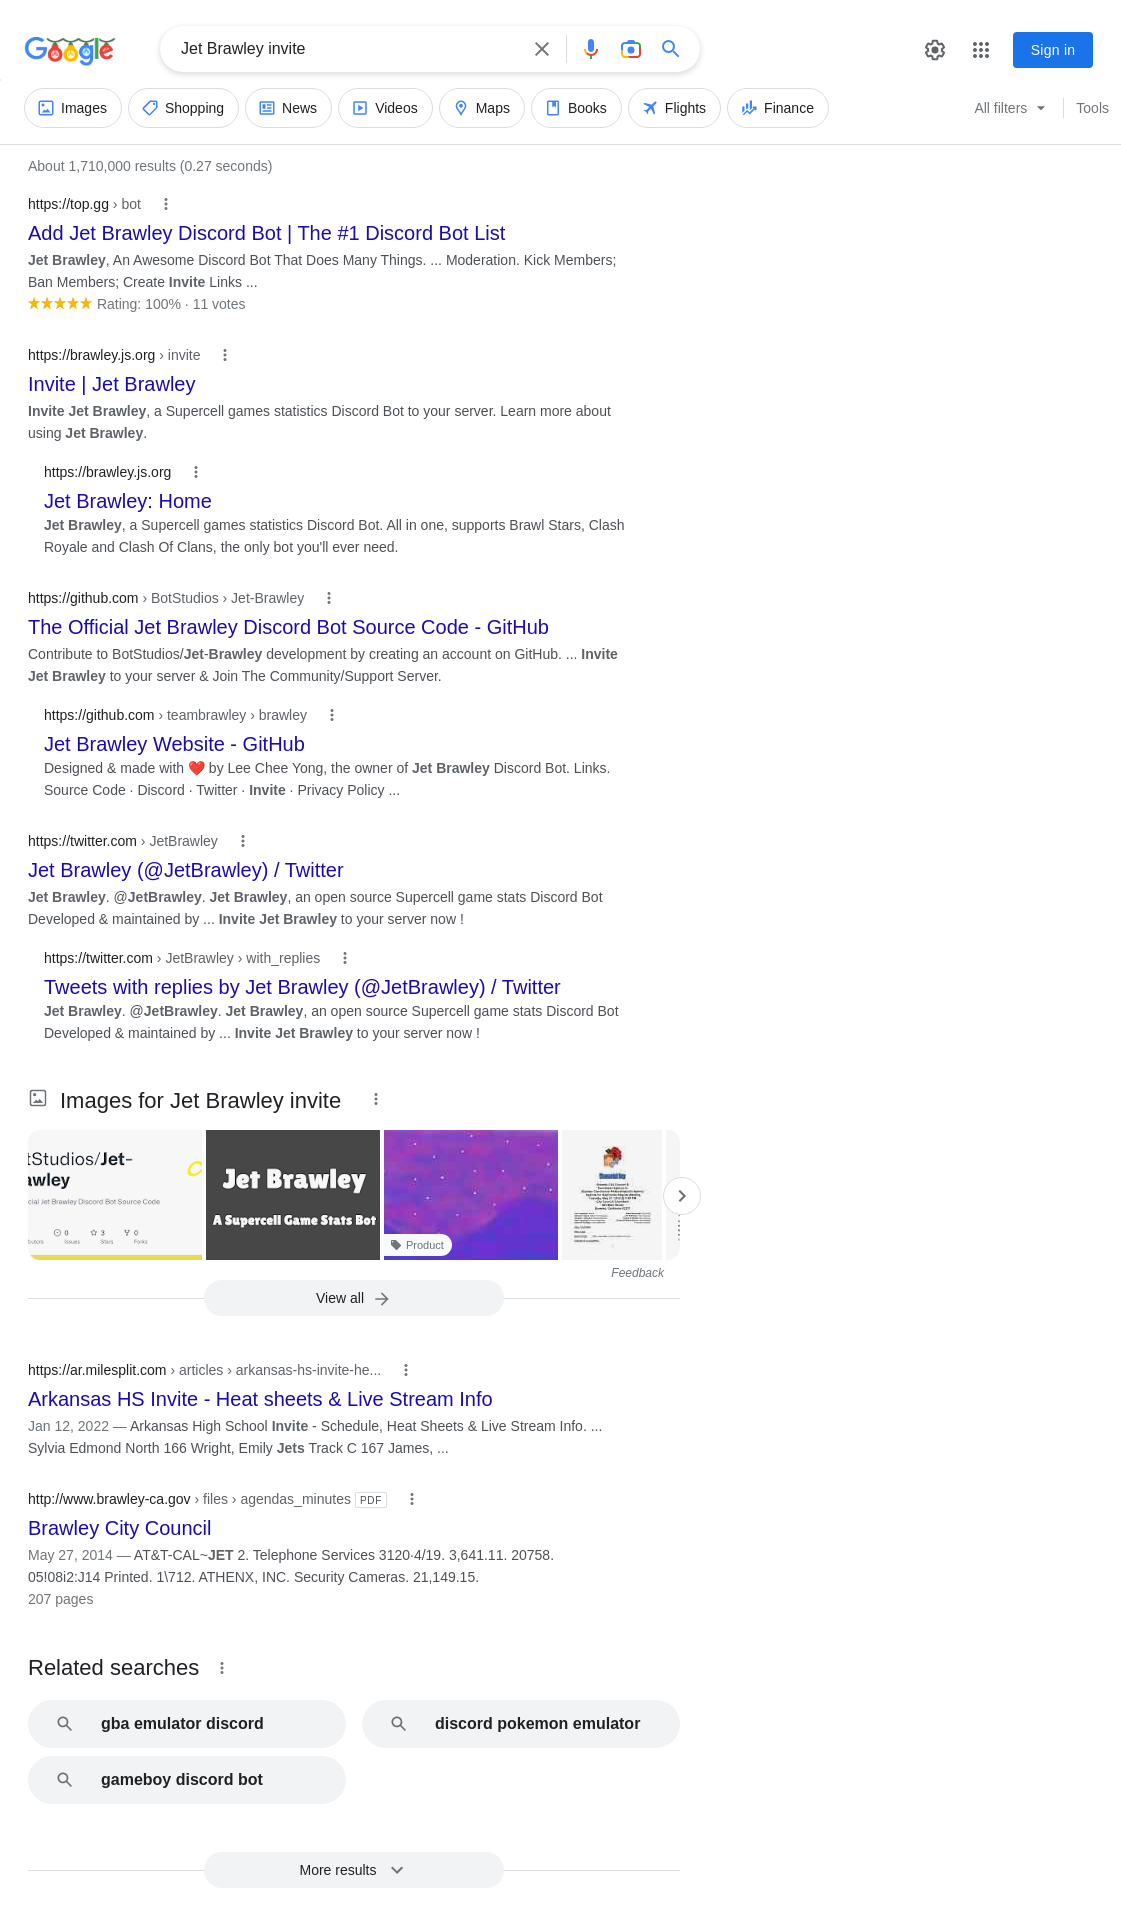 Google
Jet Brawley invite
Sign in
Images
Shopping
News
Videos
Maps
Books
Flights
Finance
All filters
Tools
About 1,710,000 results (0.27 seconds)
https://top.gg › bot
Add Jet Brawley Discord Bot | The #1 Discord Bot List
Jet Brawley, An Awesome Discord Bot That Does Many Things. ... Moderation. Kick Members;
Ban Members; Create Invite Links ...
Rating: 100% · 11 votes
https://brawley.js.org › invite
Invite | Jet Brawley
Invite Jet Brawley, a Supercell games statistics Discord Bot to your server. Learn more about
using Jet Brawley.
https://brawley.js.org
Jet Brawley: Home
Jet Brawley, a Supercell games statistics Discord Bot. All in one, supports Brawl Stars, Clash
Royale and Clash Of Clans, the only bot you'll ever need.
https://github.com › BotStudios › Jet-Brawley
The Official Jet Brawley Discord Bot Source Code - GitHub
Contribute to BotStudios/Jet-Brawley development by creating an account on GitHub. ... Invite
Jet Brawley to your server & Join The Community/Support Server.
https://github.com › teambrawley › brawley
Jet Brawley Website - GitHub
Designed & made with ❤️ by Lee Chee Yong, the owner of Jet Brawley Discord Bot. Links.
Source Code · Discord · Twitter · Invite · Privacy Policy ...
https://twitter.com › JetBrawley
Jet Brawley (@JetBrawley) / Twitter
Jet Brawley. @JetBrawley. Jet Brawley, an open source Supercell game stats Discord Bot
Developed & maintained by ... Invite Jet Brawley to your server now !
https://twitter.com › JetBrawley › with_replies
Tweets with replies by Jet Brawley (@JetBrawley) / Twitter
Jet Brawley. @JetBrawley. Jet Brawley, an open source Supercell game stats Discord Bot
Developed & maintained by ... Invite Jet Brawley to your server now !
Images for Jet Brawley invite
tStudios/Jet-
awley
cial Jet Brawley Discord Bot Source Code
0
3
0
Issues
Stars
Forks
Jet Brawley
A Supercell Game Stats Bot
Product
Feedback
View all
https://ar.milesplit.com › articles › arkansas-hs-invite-he...
Arkansas HS Invite - Heat sheets & Live Stream Info
Jan 12, 2022 — Arkansas High School Invite - Schedule, Heat Sheets & Live Stream Info. ...
Sylvia Edmond North 166 Wright, Emily Jets Track C 167 James, ...
http://www.brawley-ca.gov › files › agendas_minutes PDF
Brawley City Council
May 27, 2014 — AT&T-CAL~JET 2. Telephone Services 3120·4/19. 3,641.11. 20758.
05!08i2:J14 Printed. 1\712. ATHENX, INC. Security Cameras. 21,149.15.
207 pages
Related searches
gba emulator discord
discord pokemon emulator
gameboy discord bot
More results